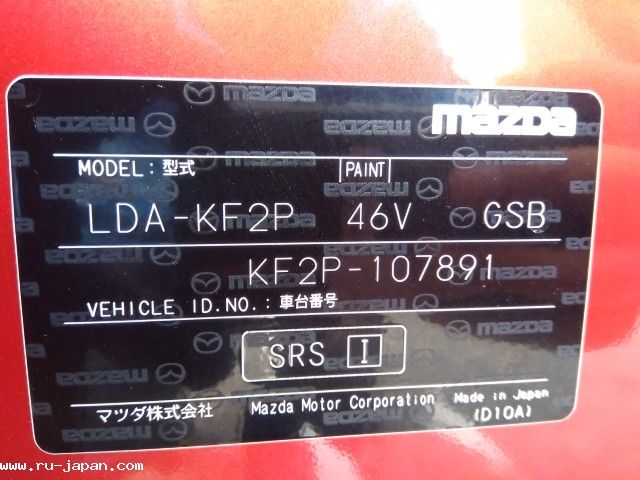 mazda
MODEL: 型式 PAINT
LDA-KF2P 46V GSB
KF2P-107891
VEHICLE ID.NO.: 車台番号
SRS I
マツダ株式会社 Mazda Motor Corporation Made in Japan
(D10A)
www.ru-japan.com